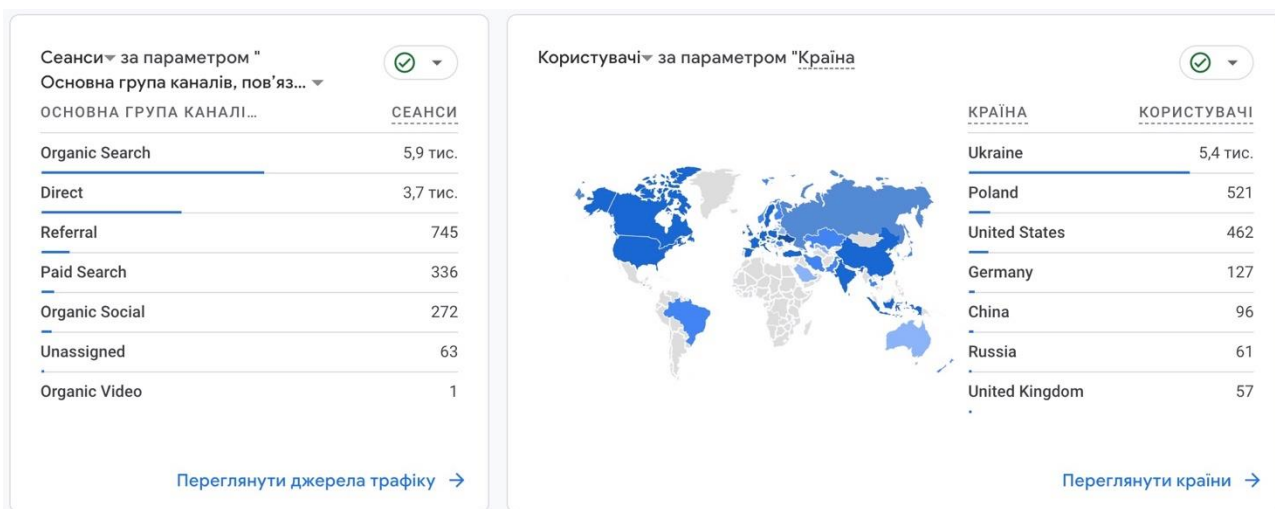 Сеанси за параметром "
Основна група каналів, пов’яз...
ОСНОВНА ГРУПА КАНАЛІ... СЕАНСИ
Organic Search 5,9 тис.
Direct 3,7 тис.
Referral 745
Paid Search 336
Organic Social 272
Unassigned 63
Organic Video 1
Переглянути джерела трафіку →
Користувачі за параметром "Країна
КРАЇНА КОРИСТУВАЧІ
Ukraine 5,4 тис.
Poland 521
United States 462
Germany 127
China 96
Russia 61
United Kingdom 57
Переглянути країни →